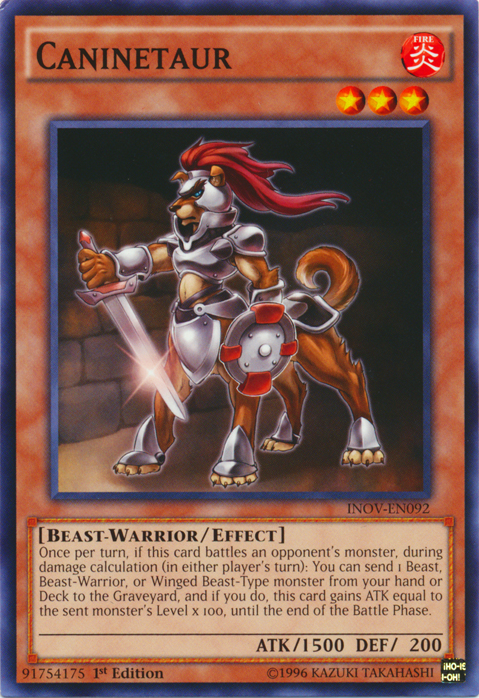 CANINETAUR
FIRE
炎
INOV-EN092
[BEAST-WARRIOR/EFFECT]
Once per turn, if this card battles an opponent's monster, during
damage calculation (in either player's turn): You can send 1 Beast,
Beast-Warrior, or Winged Beast-Type monster from your hand or
Deck to the Graveyard, and if you do, this card gains ATK equal to
the sent monster's Level x 100, until the end of the Battle Phase.
ATK/1500 DEF/ 200
91754175 1st Edition ©1996 KAZUKI TAKAHASHI